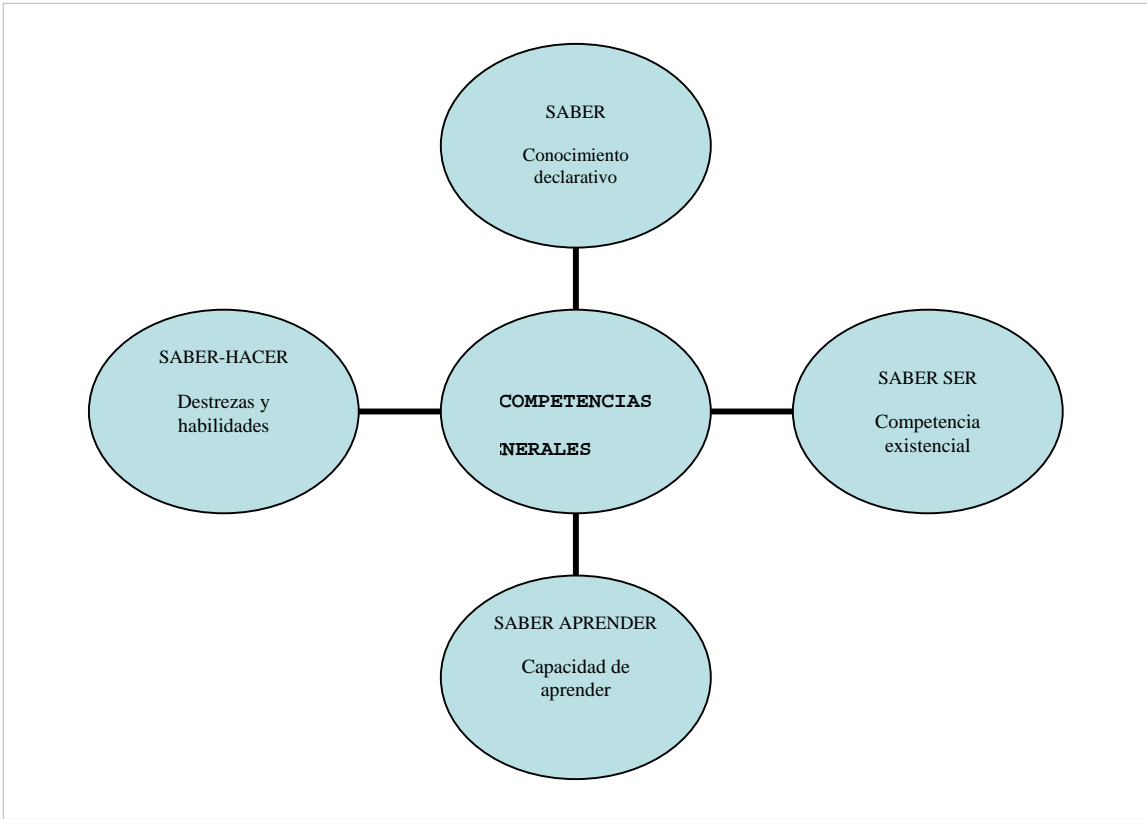 SABER
Conocimiento
declarativo
SABER-HACER
Destrezas y
habilidades
COMPETENCIAS
NERALES
SABER SER
Competencia
existencial
SABER APRENDER
Capacidad de
aprender